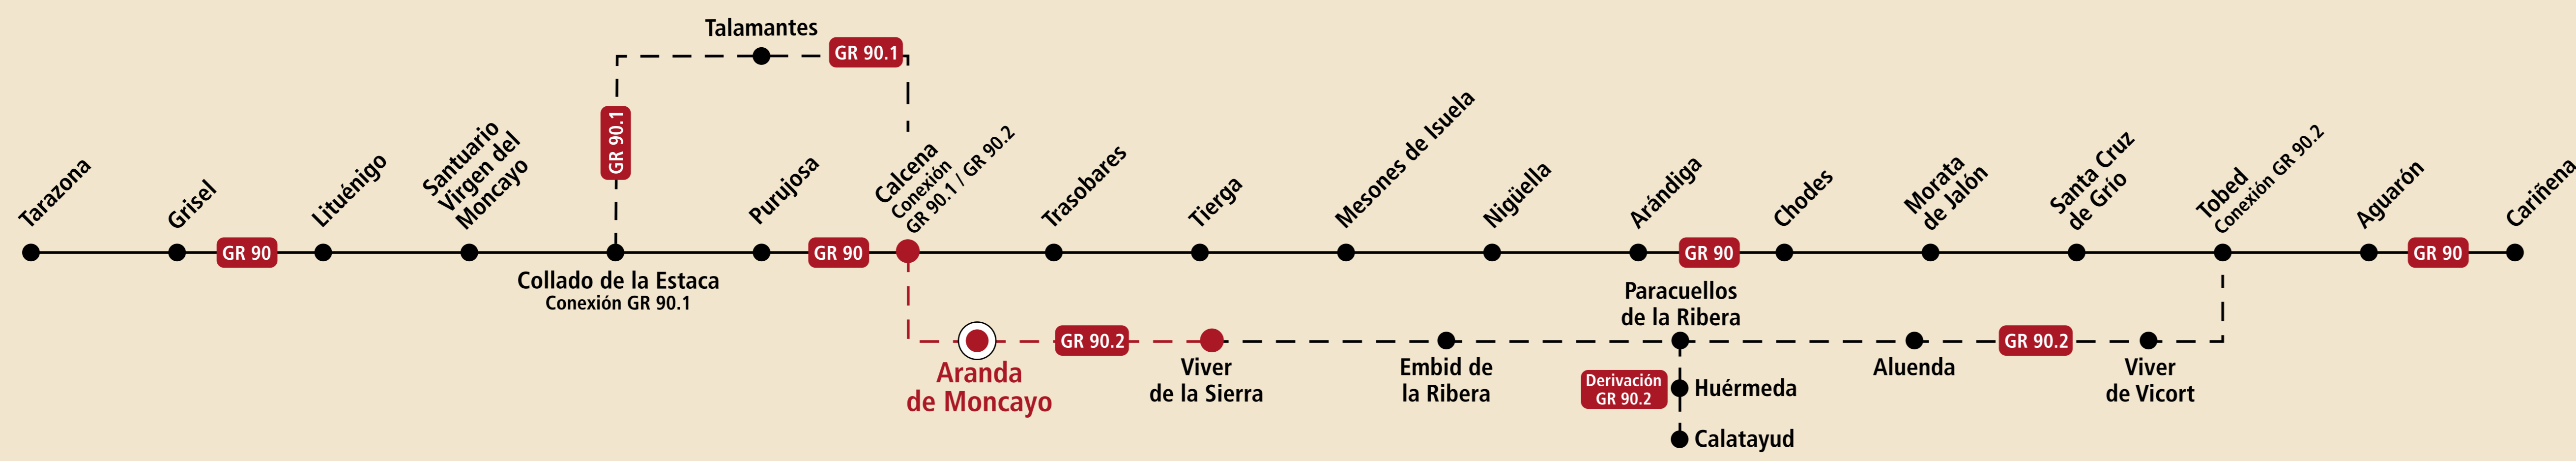 Talamantes
GR 90.1
GR 90.1
Tarazona
Grisel
GR 90
Lituénigo
Santuario
Virgen del
Moncayo
Collado de la Estaca
Conexión GR 90.1
Purujosa
GR 90
Calcena
Conexión
GR 90.1 / GR 90.2
Trasobares
Tierga
Mesones de Isuela
Nigüella
Arándiga
GR 90
Chodes
Morata
de Jalón
Santa Cruz
de Grío
Tobed
Conexión GR 90.2
Aguarón
GR 90
Cariñena
Aranda
de Moncayo
GR 90.2
Viver
de la Sierra
Embid de
la Ribera
Paracuellos
de la Ribera
Derivación
GR 90.2
Huérmeda
Calatayud
Aluenda
GR 90.2
Viver
de Vicort